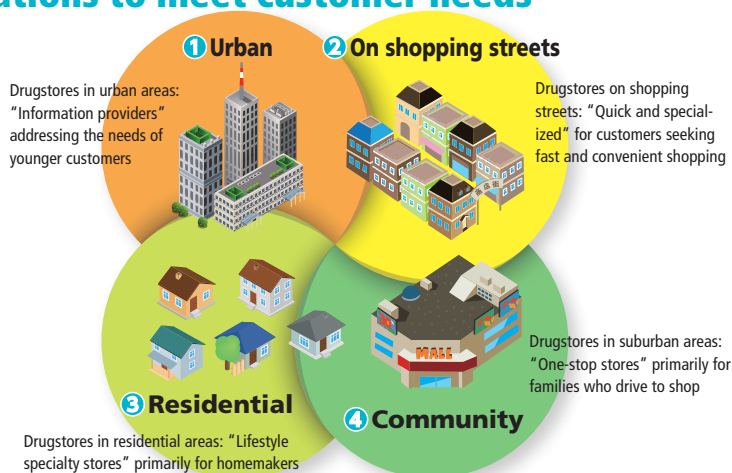 ations to meet customer needs
1 Urban
Drugstores in urban areas:
"Information providers"
addressing the needs of
younger customers
2 On shopping streets
Drugstores on shopping
streets: "Quick and special-
ized" for customers seeking
fast and convenient shopping
3 Residential
Drugstores in residential areas: "Lifestyle
specialty stores" primarily for homemakers
MALL
4 Community
Drugstores in suburban areas:
"One-stop stores" primarily for
families who drive to shop